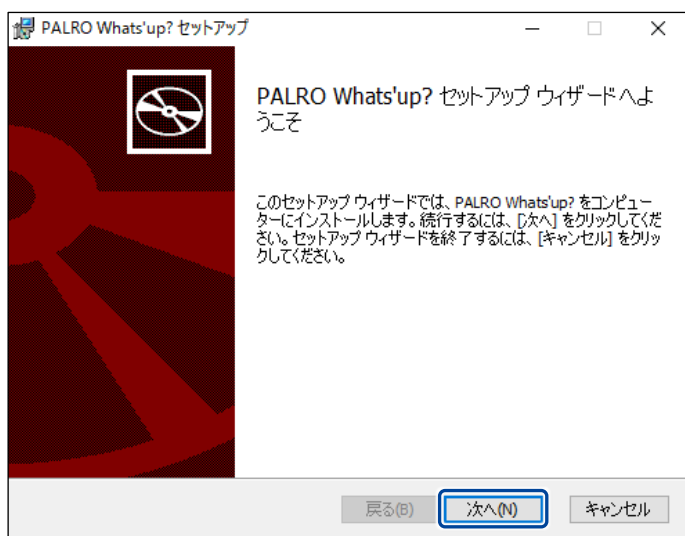 PALRO Whats'up? セットアップ
PALRO Whats'up? セットアップ ウィザードへよ
うこそ
このセットアップ ウィザードでは、PALRO Whats'up? をコンピュー
ターにインストールします。続行するには、[次へ] をクリックしてくだ
さい。セットアップ ウィザードを終了するには、[キャンセル] をクリッ
クしてください。
戻る(B) 次へ(N) キャンセル